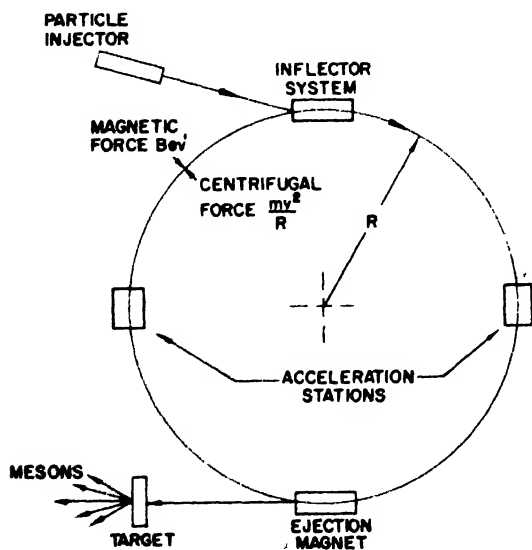 PARTICLE
INJECTOR
INFLECTOR
SYSTEM
MAGNETIC
FORCE Bev
CENTRIFUGAL
FORCE mv²/R
R
ACCELERATION
STATIONS
MESONS
TARGET
EJECTION
MAGNET